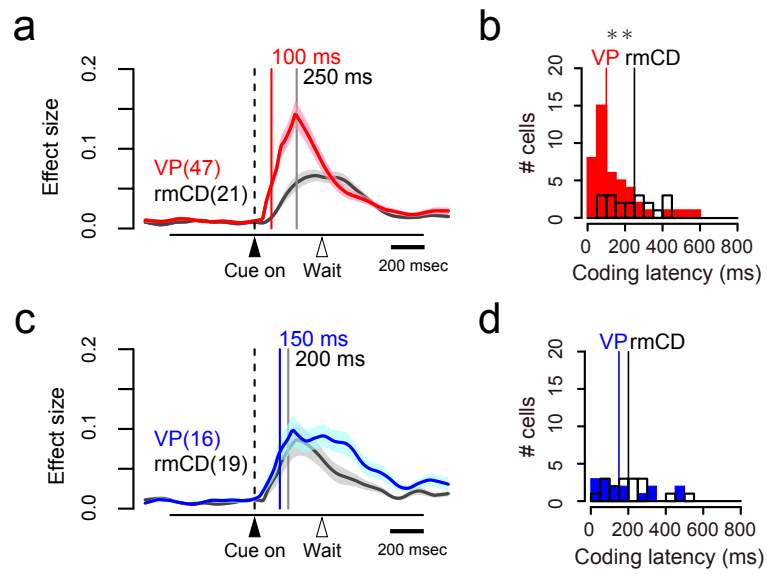 a
100 ms
250 ms
0.2
0.1
0.0
Effect size
VP(47)
rmCD(21)
Cue on
Wait
200 msec
b
**
VP rmCD
20
15
10
5
0
# cells
0 200 400 600 800
Coding latency (ms)
c
150 ms
200 ms
0.2
0.1
0.0
Effect size
VP(16)
rmCD(19)
Cue on
Wait
200 msec
d
VP rmCD
20
15
10
5
0
# cells
0 200 400 600 800
Coding latency (ms)